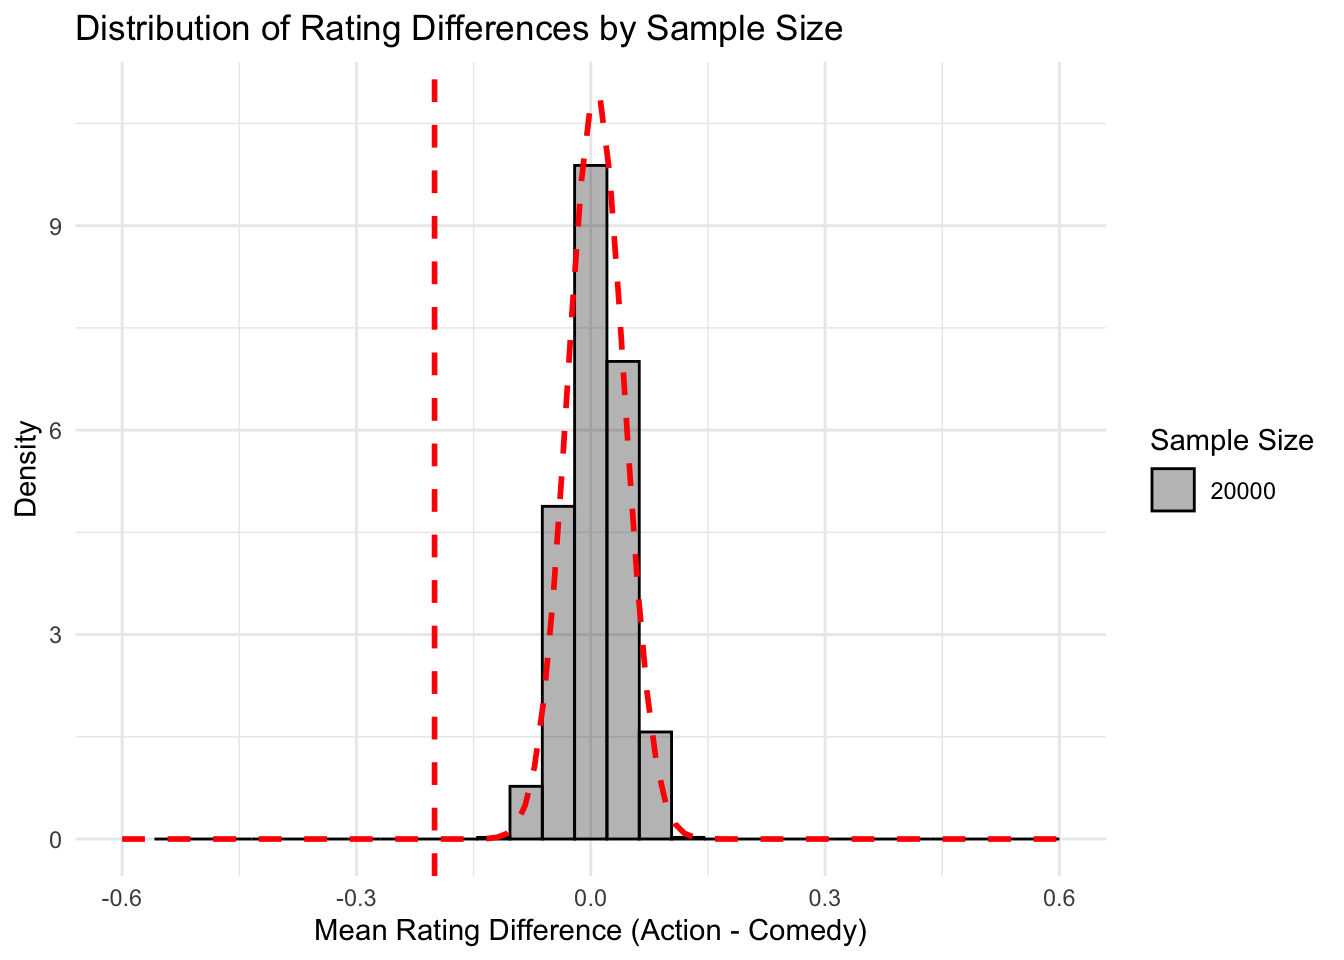 Distribution of Rating Differences by Sample Size
Density
9
6
3
0
-0.6 -0.3 0.0 0.3 0.6
Mean Rating Difference (Action - Comedy)
Sample Size
20000